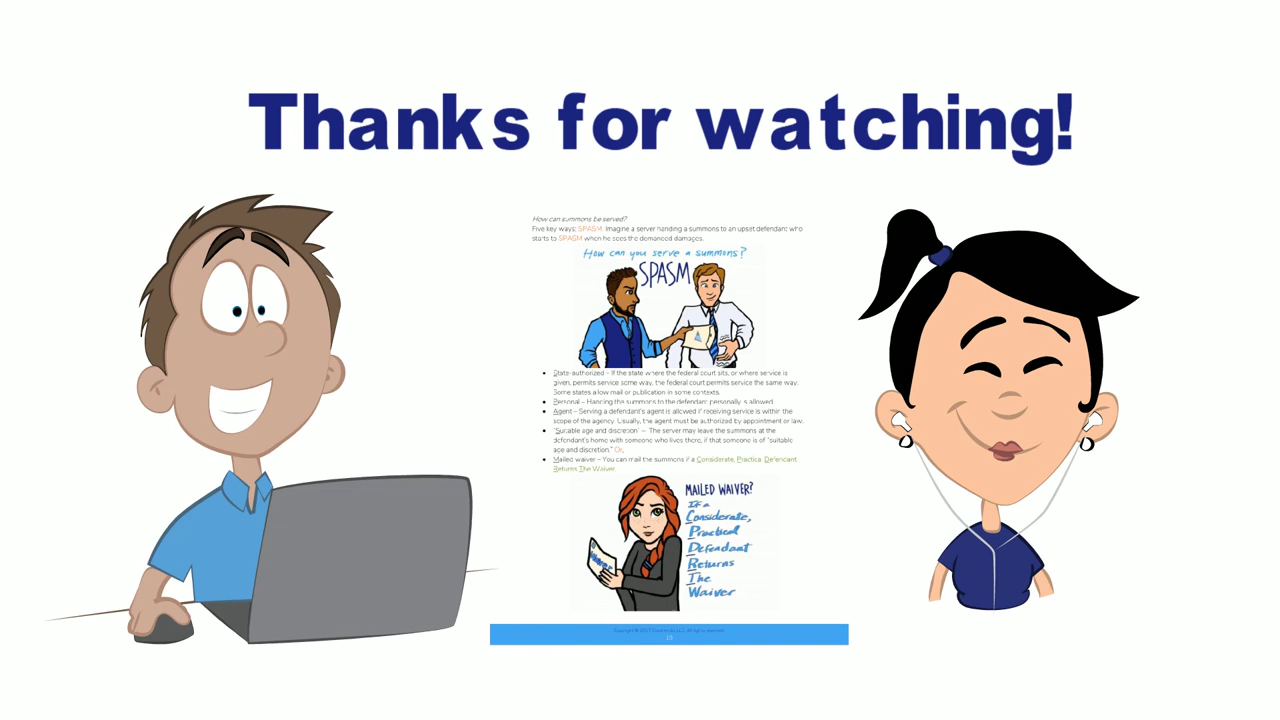 Thanks for watching!
How can summons be served?
Five key ways: SPASM. Imagine a server handing a summons to an upset defendant who
starts to SPASM when he sees the demanded damages.
How can you serve a summons?
SPASM
• State-authorized – If the state where the federal court sits, or where service is
given, permits service some way, the federal court permits service the same way.
Some states allow mail or publication in some contexts.
• Personal – Handing the summons to the defendant personally is allowed.
• Agent – Serving a defendant's agent is allowed if receiving service is within the
scope of the agency. Usually, the agent must be authorized by appointment or law.
• "Suitable age and discretion" – The server may leave the summons at the
defendant's home with someone who lives there, if that someone is of "suitable
age and discretion." Or,
• Mailed waiver – You can mail the summons if a Considerate, Practical Defendant
Returns The Waiver.
MAILED WAIVER?
If a
Considerate,
Practical
Defendant
Returns
The
Waiver
Waiver
Copyright © 2017 LLC. All rights reserved.